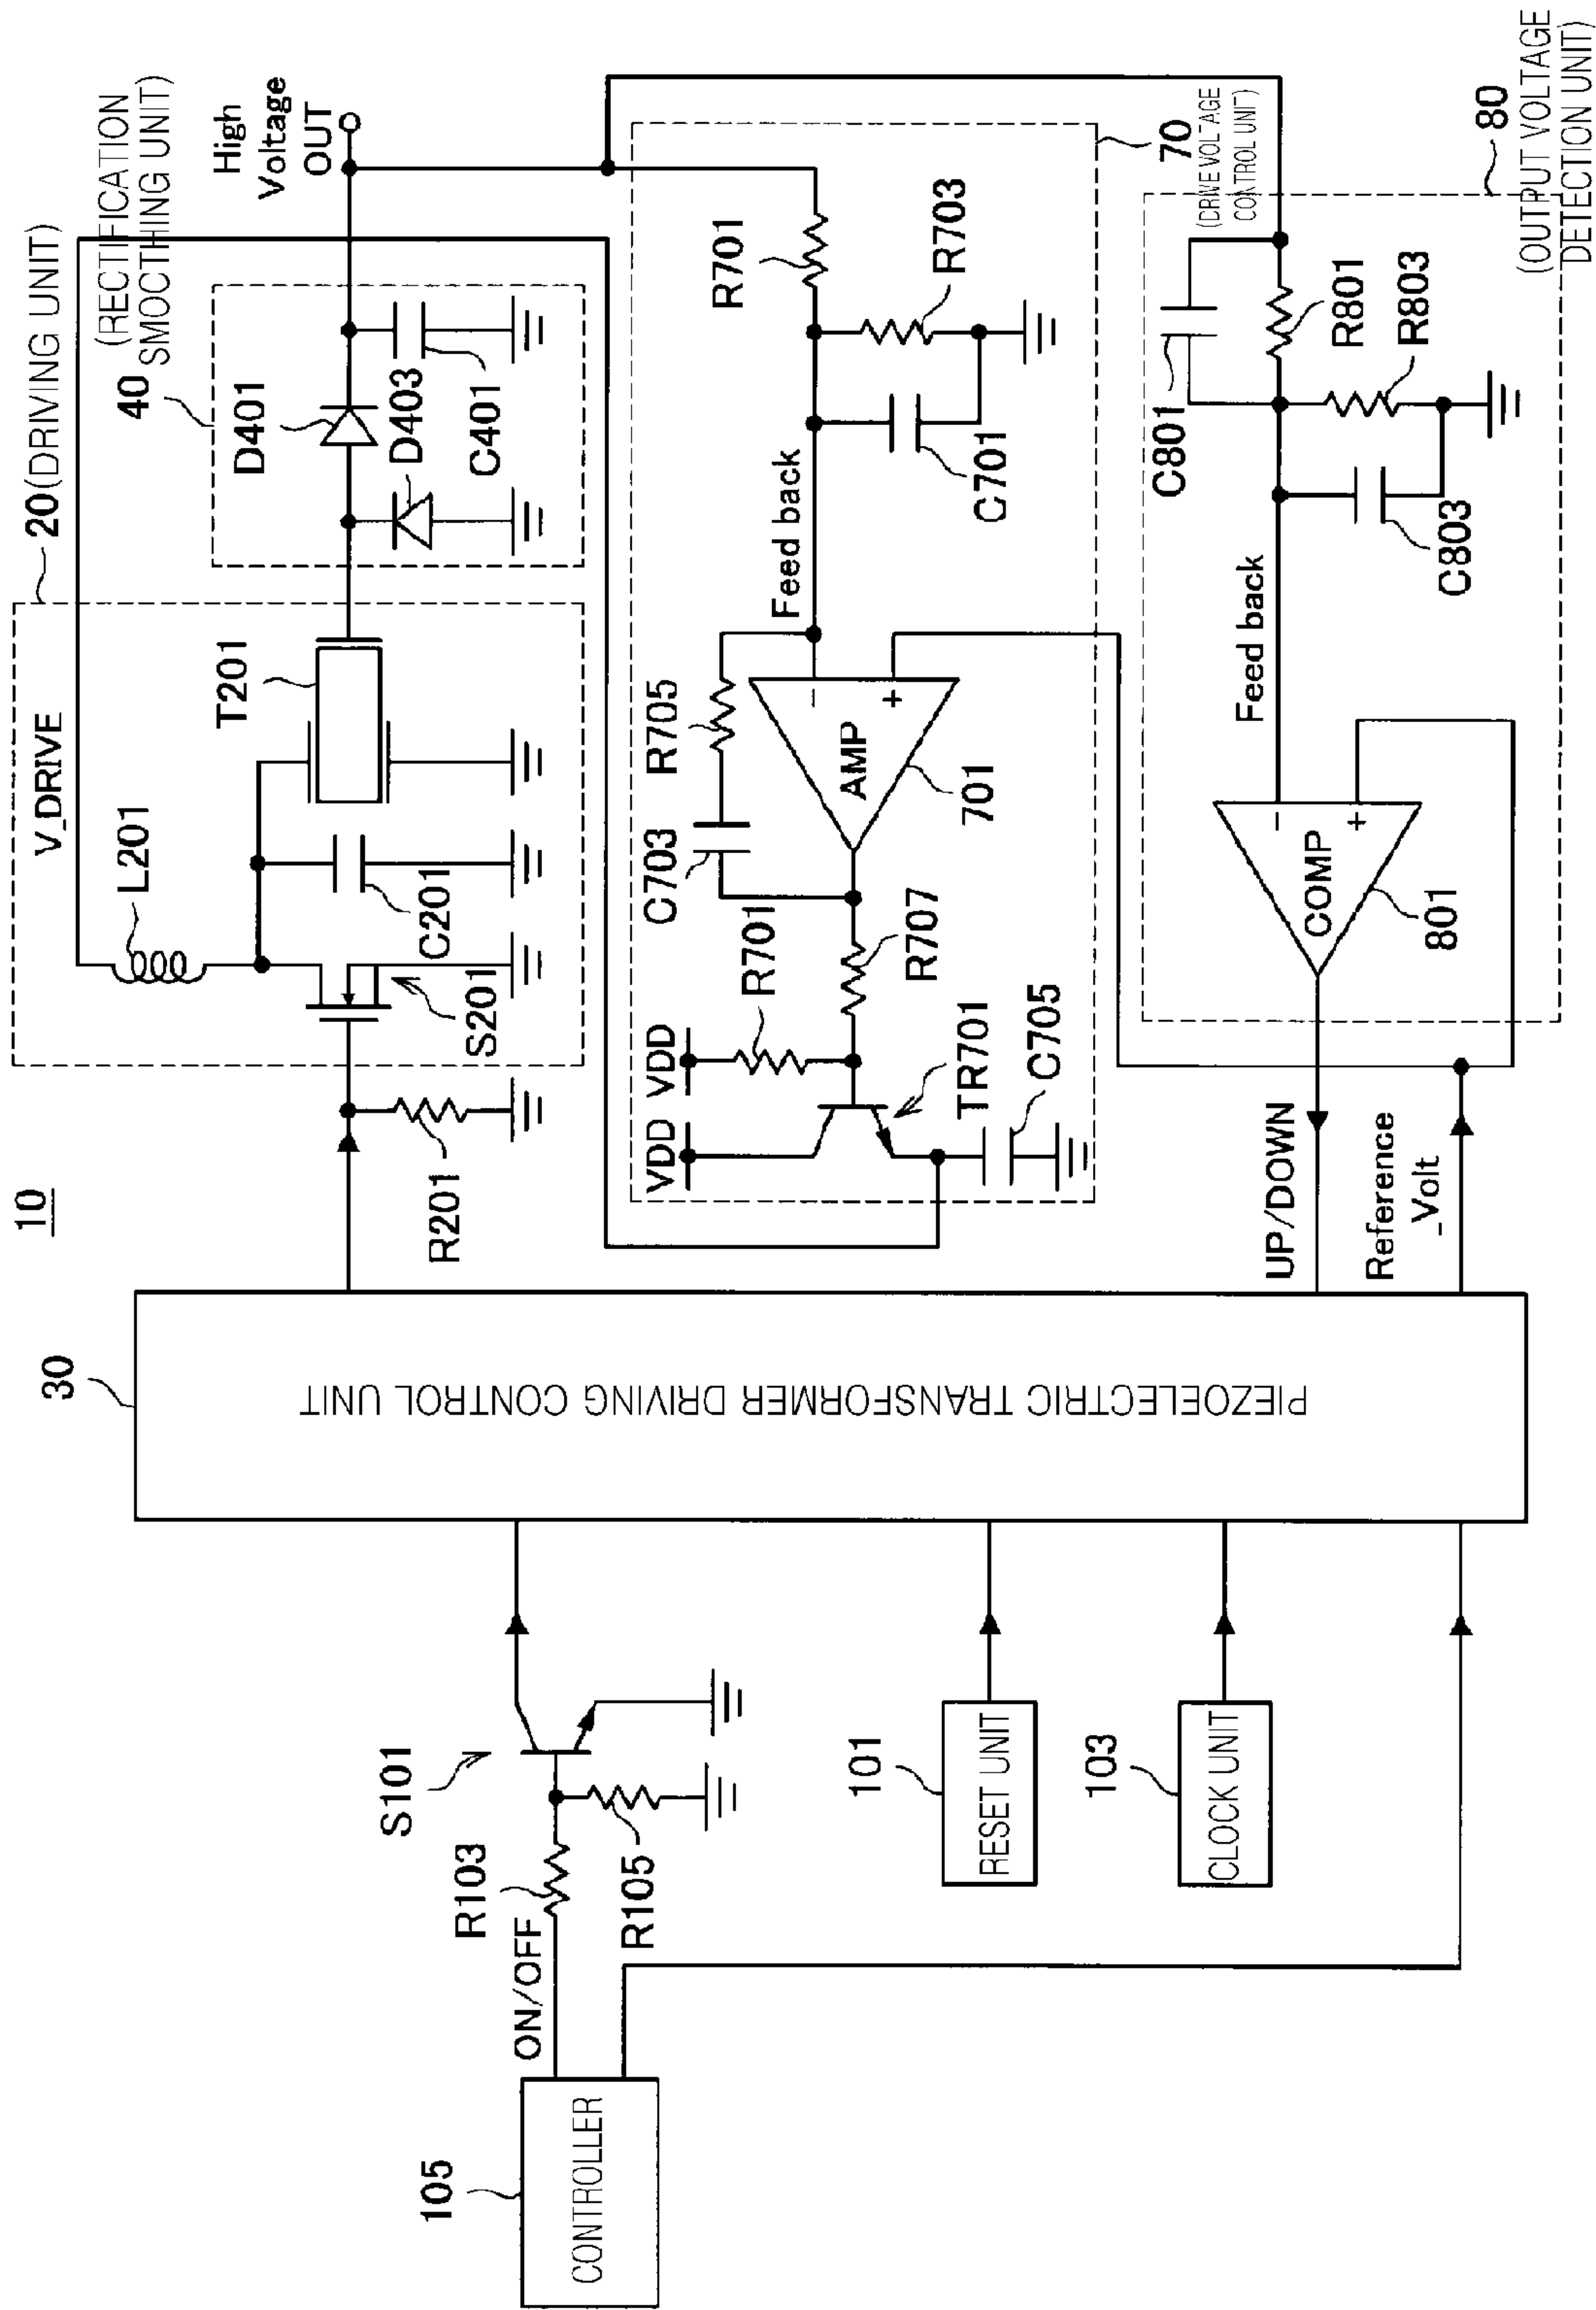 10
20(DRIVING UNIT)
(RECTIFICATION
SMOCTHING UNIT)
40
V_DRIVE
L201
T201
C201
S201
R201
D401
D403
C401
High
Voltage
OUT
30
PIEZOELECTRIC TRANSFORMER DRIVING CONTROL UNIT
VDD
VDD
R701
C703
R705
Feed back
R701
R703
C701
AMP
-
+
701
R707
TR701
C705
70
(DRIVE VOLTAGE
CONTROL UNIT)
80
(OUTPUT VOLTAGE
DETECTION UNIT)
C801
R801
R803
C803
Feed back
COMP
-
+
801
UP/DOWN
Reference
_Volt
S101
R103
R105
ON/OFF
105
CONTROLLER
101
RESET UNIT
103
CLOCK UNIT